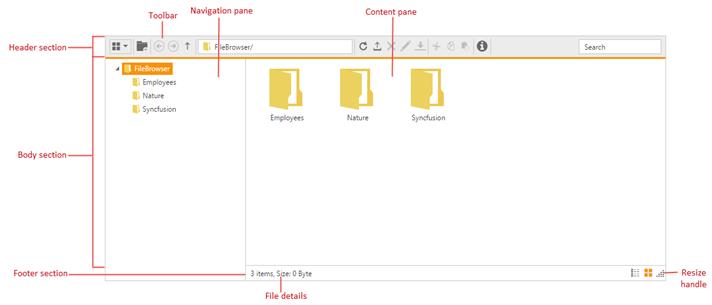 Toolbar
Navigation pane
Content pane
Header section
FileBrowser/
Search
FileBrowser
Employees
Nature
Syncfusion
Employees
Nature
Syncfusion
Body section
Footer section
3 items, Size: 0 Byte
Resize
handle
File details